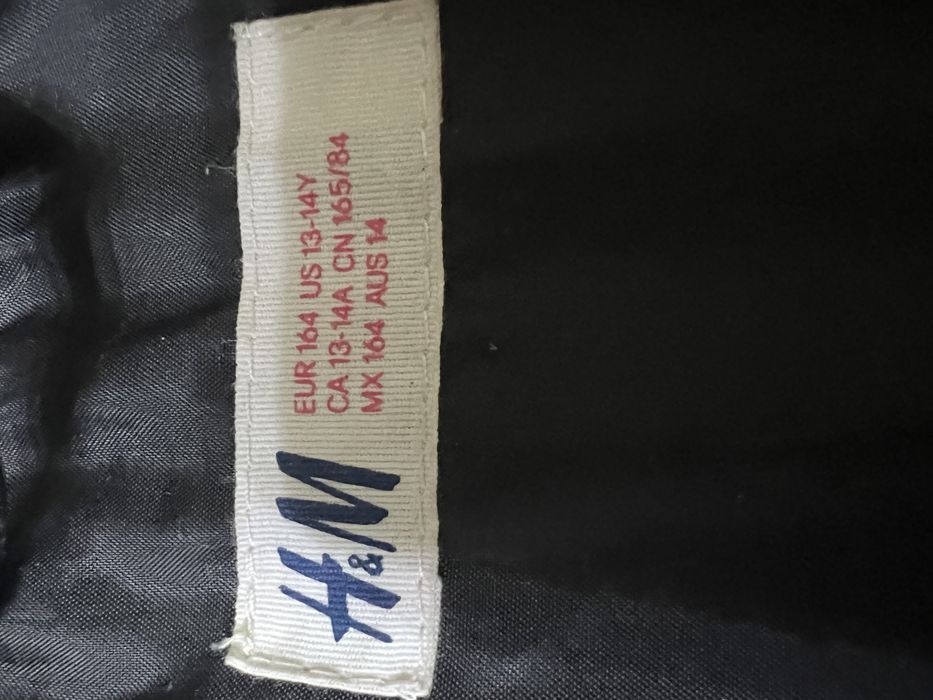 H&M
EUR 164 US 13-14Y
CA 13-14A CN 165/84
MX 164 AUS 14